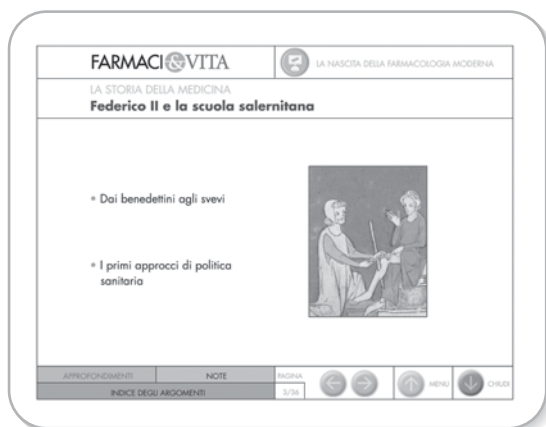 FARMACI&VITA
LA NASCITA DELLA FARMACOLOGIA MODERNA
LA STORIA DELLA MEDICINA
Federico II e la scuola salernitana
• Dai benedettini agli svevi
• I primi approcci di politica
sanitaria
APPROFONDIMENTI
NOTE
PAGINA
INDICE DEGLI ARGOMENTI
3/36
MENU
CHIUDI